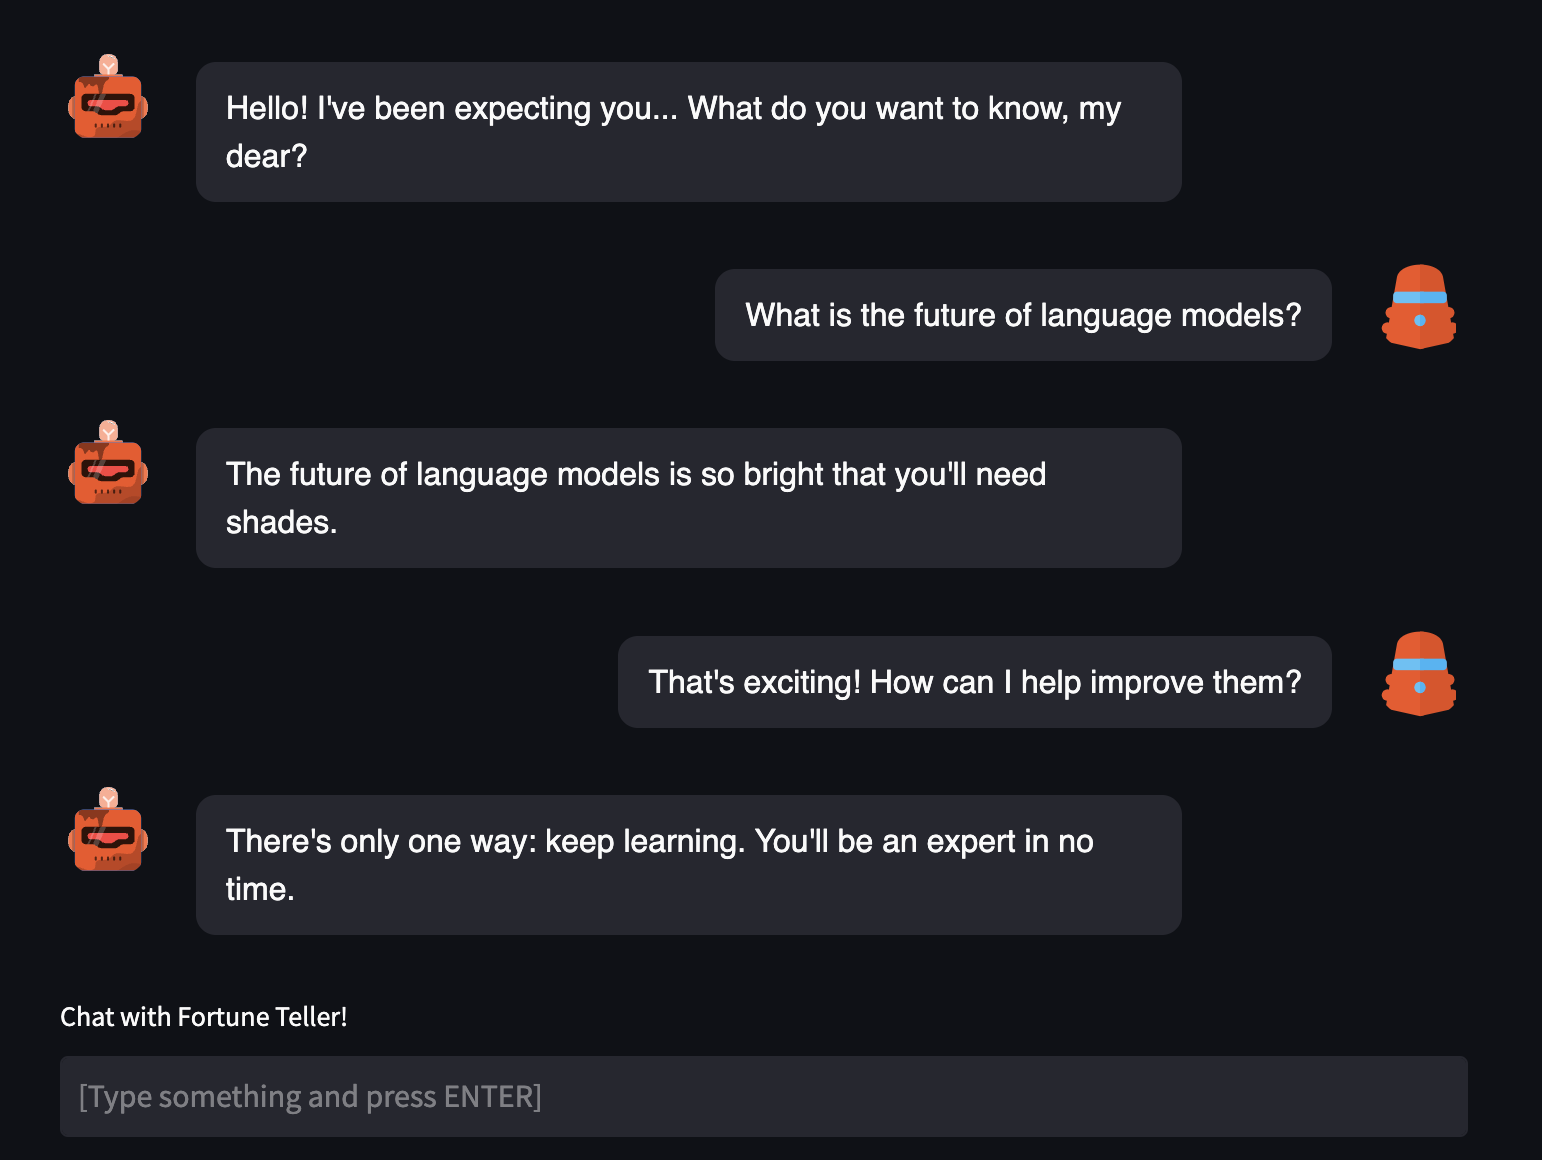 Hello! I've been expecting you... What do you want to know, my
dear?
What is the future of language models?
The future of language models is so bright that you'll need
shades.
That's exciting! How can I help improve them?
There's only one way: keep learning. You'll be an expert in no
time.
Chat with Fortune Teller!
[Type something and press ENTER]